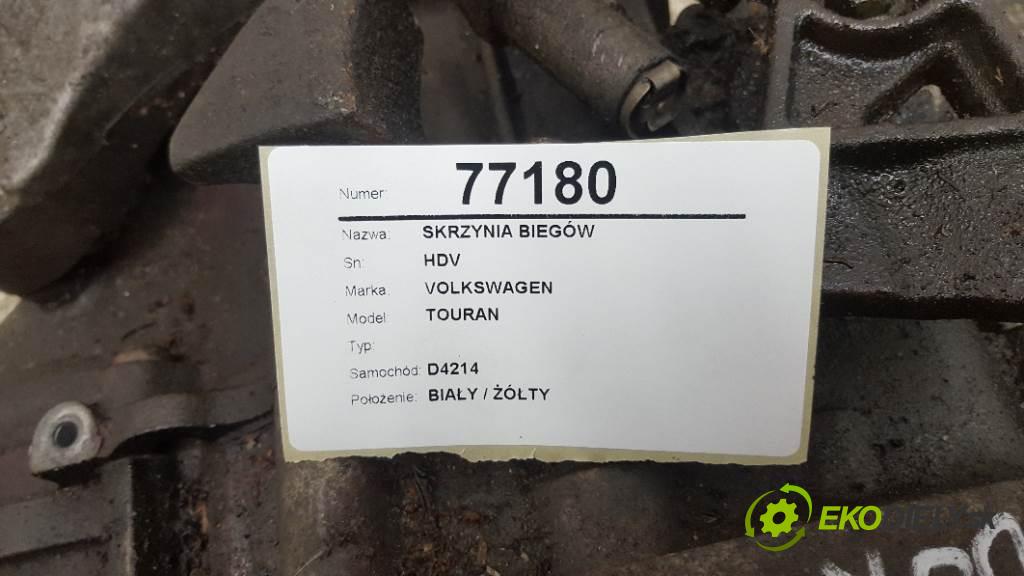 Numer: 77180
Nazwa: SKRZYNIA BIEGÓW
Sn: HDV
Marka: VOLKSWAGEN
Model: TOURAN
Typ:
Samochód: D4214
Położenie: BIAŁY / ŻÓŁTY
EKO